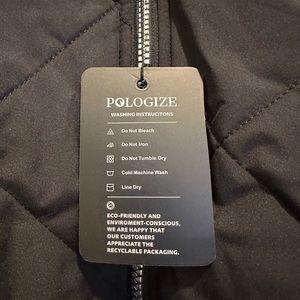 POLOGIZE
WASHING INSTRUCITONS
Do Not Bleach
Do Not Iron
Do Not Tumble Dry
Cold Machine Wash
Line Dry
ECO-FRIENDLY AND
ENVIROMENT-CONSCIOUS,
WE ARE HAPPY THAT
OUR CUSTOMERS
APPRECIATE THE
RECYCLABLE PACKAGING.